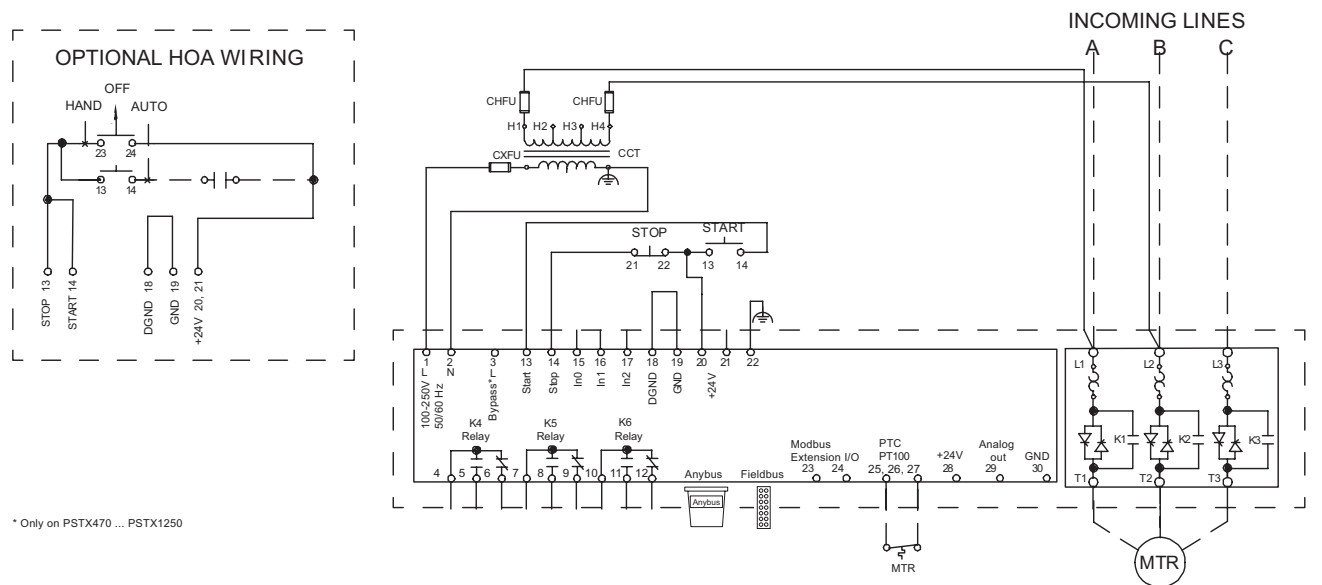 OPTIONAL HOA WIRING
OFF
HAND
AUTO
23
24
13
14
STOP 13
START 14
DGND 18
GND 19
+24V 20, 21
* Only on PSTX470 ... PSTX1250
INCOMING LINES
A
B
C
CHFU
CHFU
H1
H2
H3
H4
CXFU
CCT
STOP
START
21
22
13
14
1
2
3
13
14
15
16
17
18
19
20
21
22
L
100-250V
50/60 Hz
N
Bypass*L
Start
Stop
In0
In1
In2
DGND
GND
+24V
K4
Relay
K5
Relay
K6
Relay
4
5
6
7
8
9
10
11
12
Anybus
Anybus
Fieldbus
Modbus
Extension I/O
23
24
PTC
PT100
25, 26, 27
+24V
28
Analog
out
29
GND
30
MTR
L1
L2
L3
K1
K2
K3
T1
T2
T3
MTR